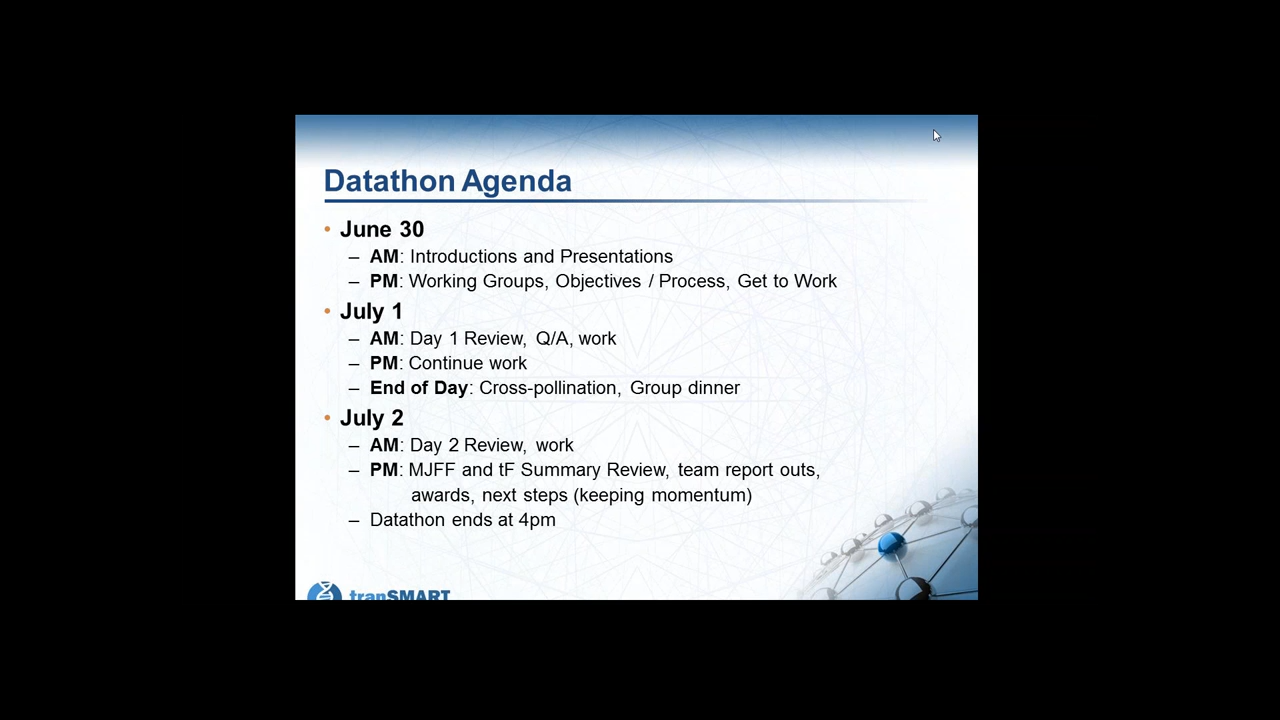 Datathon Agenda
• June 30
– AM: Introductions and Presentations
– PM: Working Groups, Objectives / Process, Get to Work
• July 1
– AM: Day 1 Review, Q/A, work
– PM: Continue work
– End of Day: Cross-pollination, Group dinner
• July 2
– AM: Day 2 Review, work
– PM: MJFF and tF Summary Review, team report outs,
awards, next steps (keeping momentum)
– Datathon ends at 4pm
tranSMART